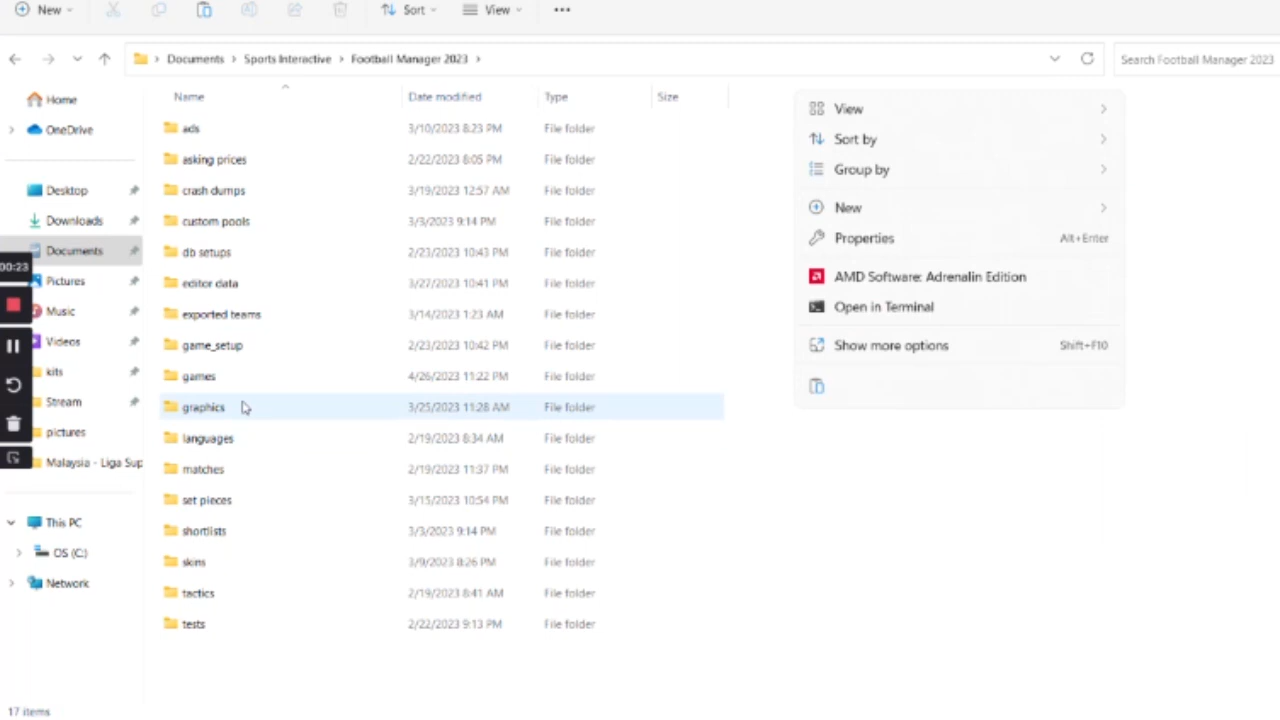 New
Sort
View
Documents > Sports Interactive > Football Manager 2023 >
Search Football Manager 2023
Name Date modified Type Size
Home
OneDrive
Desktop
Downloads
Documents
00:23
Pictures
Music
Videos
kits
Stream
pictures
Malaysia - Liga Sup
This PC
OS (C:)
Network
ads 3/10/2023 8:23 PM File folder
asking prices 2/22/2023 8:05 PM File folder
crash dumps 3/19/2023 12:57 AM File folder
custom pools 3/3/2023 9:14 PM File folder
db setups 2/23/2023 10:43 PM File folder
editor data 3/27/2023 10:41 PM File folder
exported teams 3/14/2023 1:23 AM File folder
game_setup 2/23/2023 10:42 PM File folder
games 4/26/2023 11:22 PM File folder
graphics 3/25/2023 11:28 AM File folder
languages 2/19/2023 8:34 AM File folder
matches 2/19/2023 11:37 PM File folder
set pieces 3/15/2023 10:54 PM File folder
shortlists 3/3/2023 9:14 PM File folder
skins 3/9/2023 8:26 PM File folder
tactics 2/19/2023 8:41 AM File folder
tests 2/22/2023 9:13 PM File folder
View
Sort by
Group by
New
Properties Alt+Enter
AMD Software: Adrenalin Edition
Open in Terminal
Show more options Shift+F10
17 items